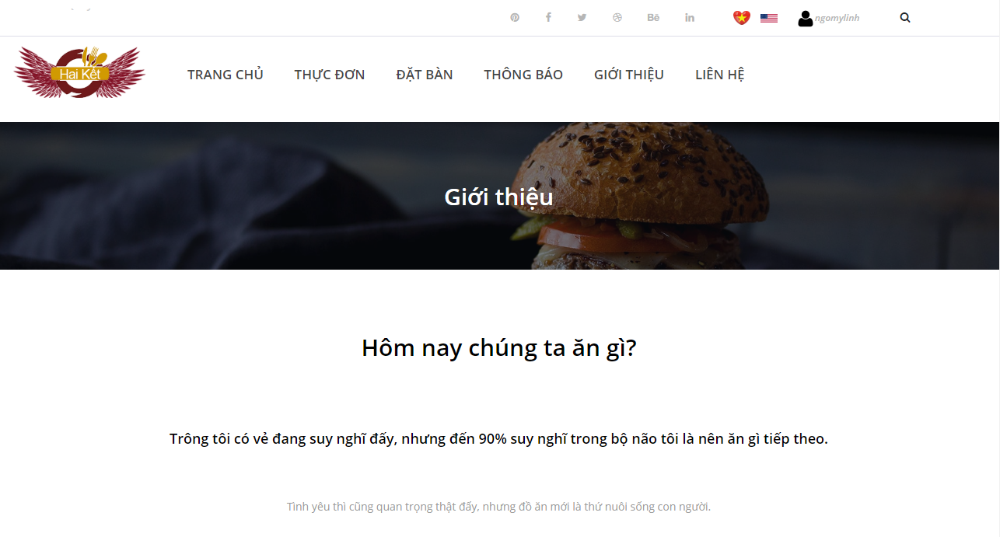 ngomylinh
Hai Kết
TRANG CHỦ THỰC ĐƠN ĐẶT BÀN THÔNG BÁO GIỚI THIỆU LIÊN HỆ
Giới thiệu
Hôm nay chúng ta ăn gì?
Trông tôi có vẻ đang suy nghĩ đấy, nhưng đến 90% suy nghĩ trong bộ não tôi là nên ăn gì tiếp theo.
Tình yêu thì cũng quan trọng thật đấy, nhưng đồ ăn mới là thứ nuôi sống con người.